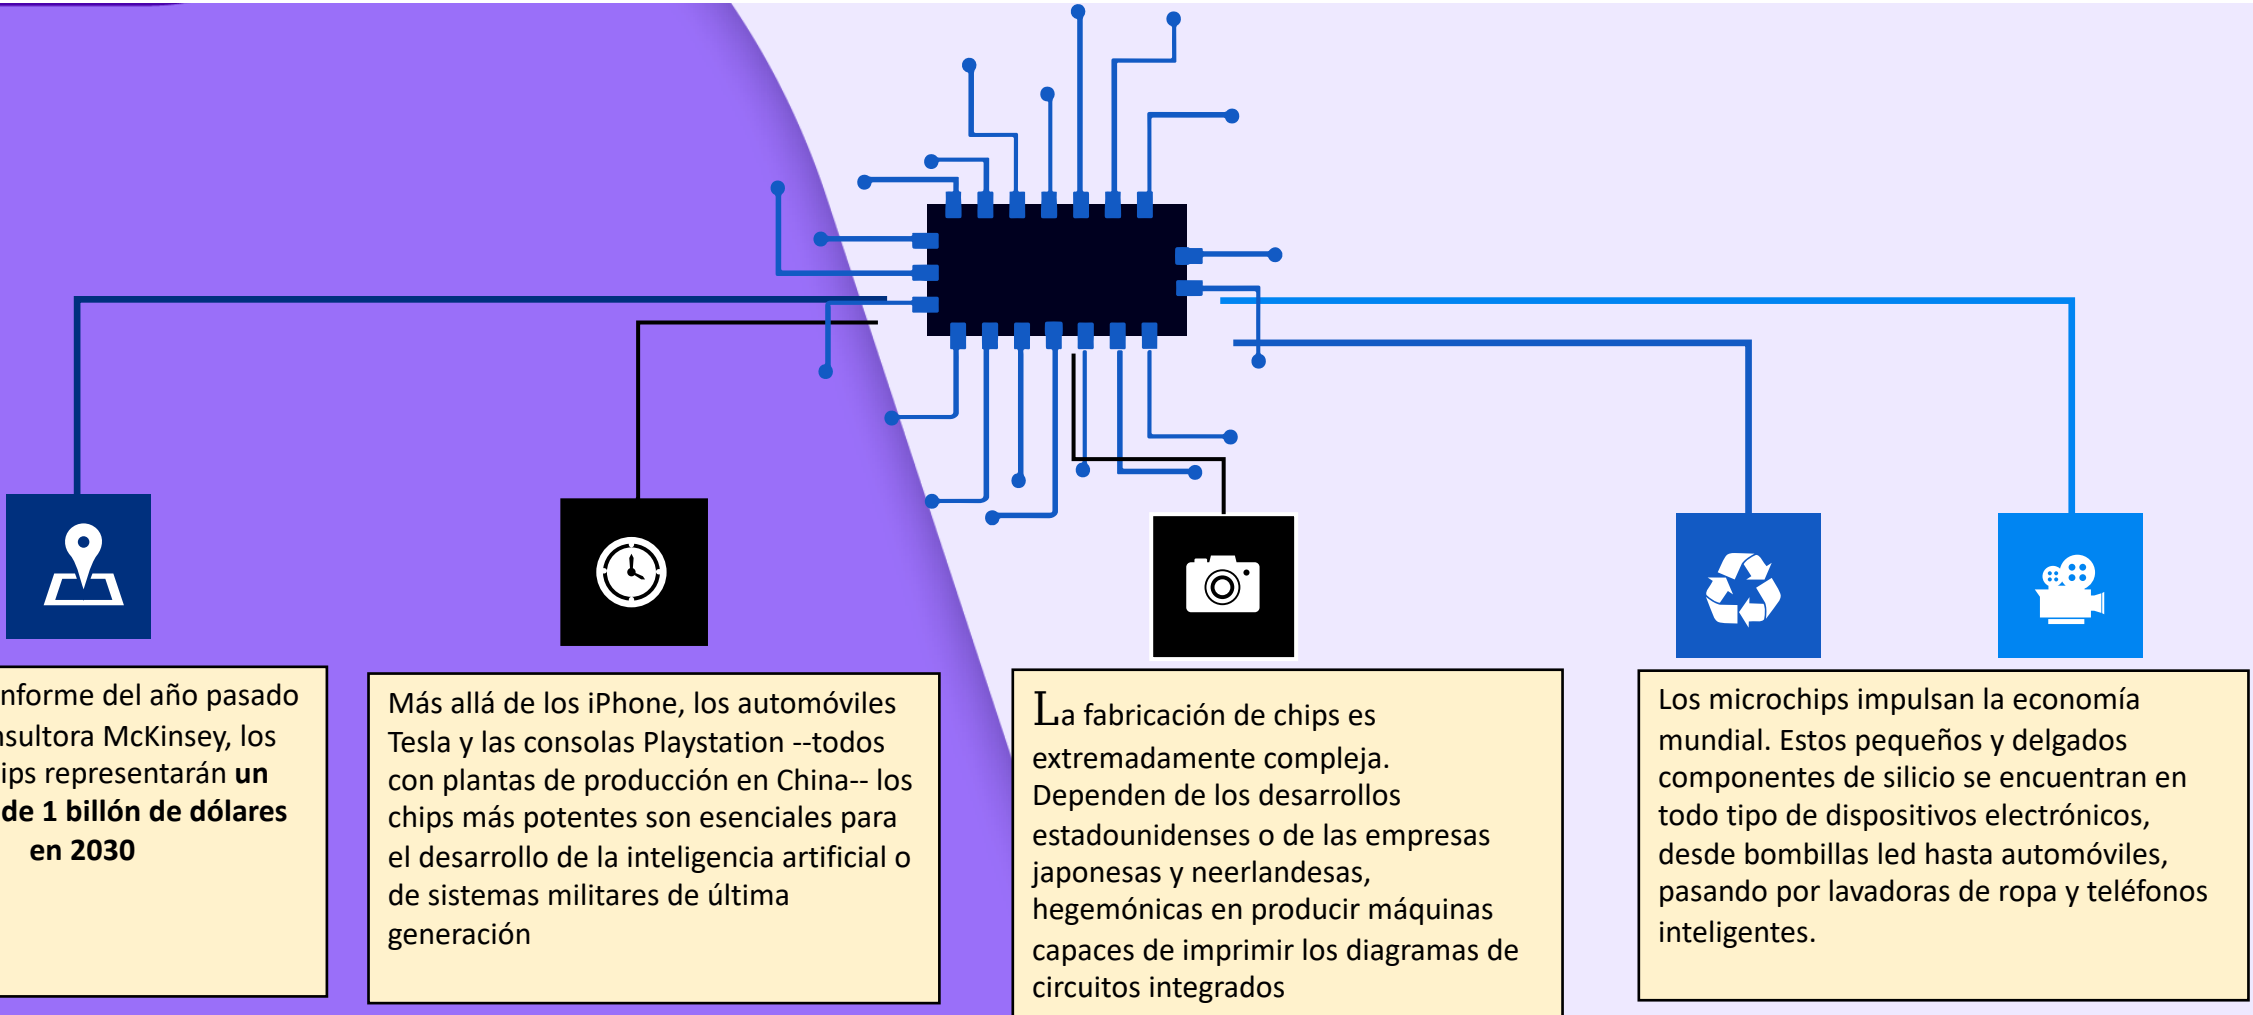 nforme del año pasado
nsultora McKinsey, los
ips representarán un
de 1 billón de dólares
en 2030
Más allá de los iPhone, los automóviles
Tesla y las consolas Playstation --todos
con plantas de producción en China-- los
chips más potentes son esenciales para
el desarrollo de la inteligencia artificial o
de sistemas militares de última
generación
La fabricación de chips es
extremadamente compleja.
Dependen de los desarrollos
estadounidenses o de las empresas
japonesas y neerlandesas,
hegemónicas en producir máquinas
capaces de imprimir los diagramas de
circuitos integrados
Los microchips impulsan la economía
mundial. Estos pequeños y delgados
componentes de silicio se encuentran en
todo tipo de dispositivos electrónicos,
desde bombillas led hasta automóviles,
pasando por lavadoras de ropa y teléfonos
inteligentes.